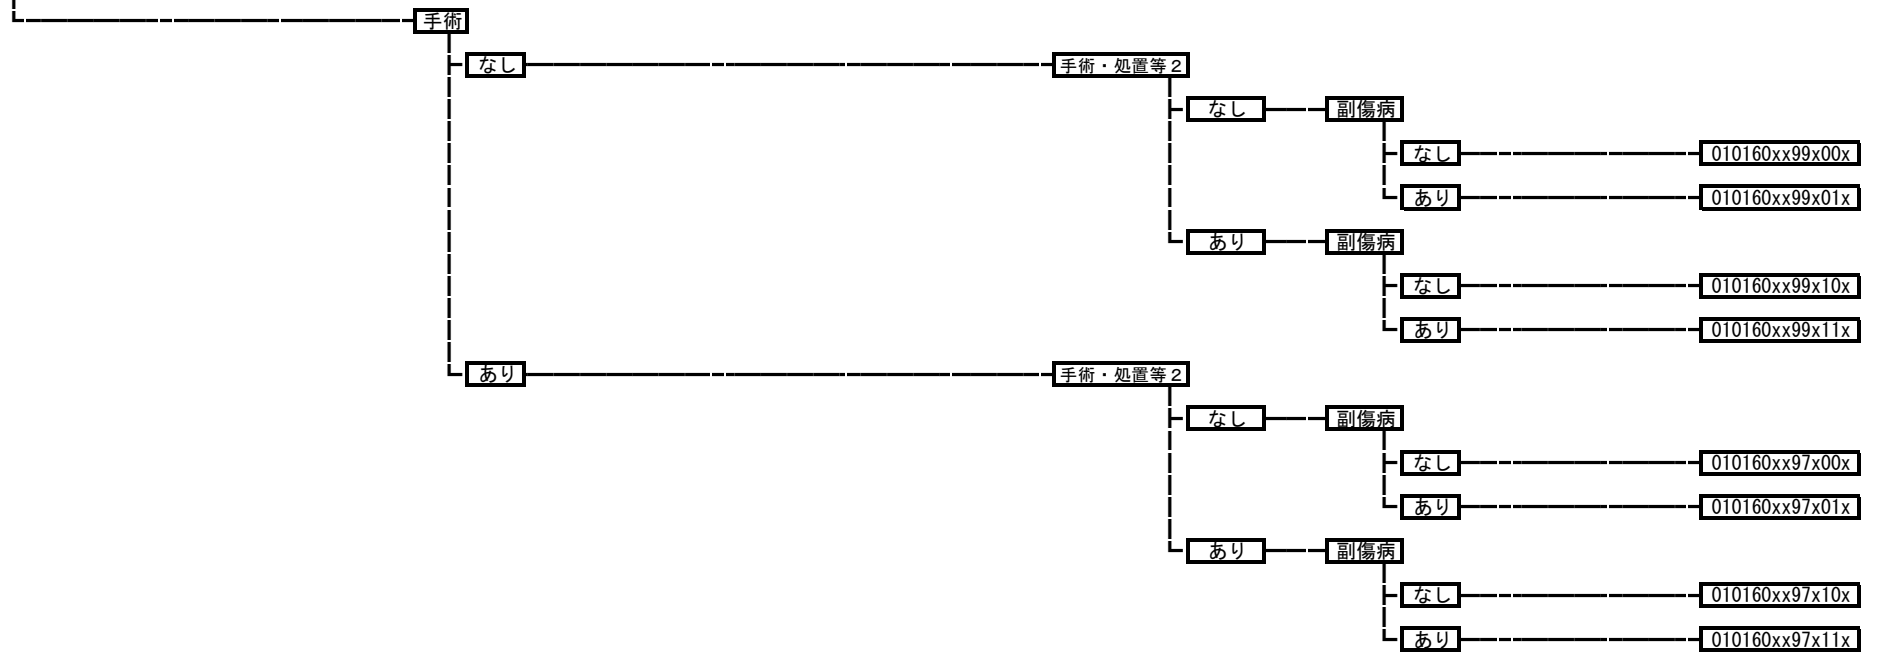 手術
なし 手術・処置等２
なし 副傷病
なし 010160xx99x00x
あり 010160xx99x01x
あり 副傷病
なし 010160xx99x10x
あり 010160xx99x11x
あり 手術・処置等２
なし 副傷病
なし 010160xx97x00x
あり 010160xx97x01x
あり 副傷病
なし 010160xx97x10x
あり 010160xx97x11x